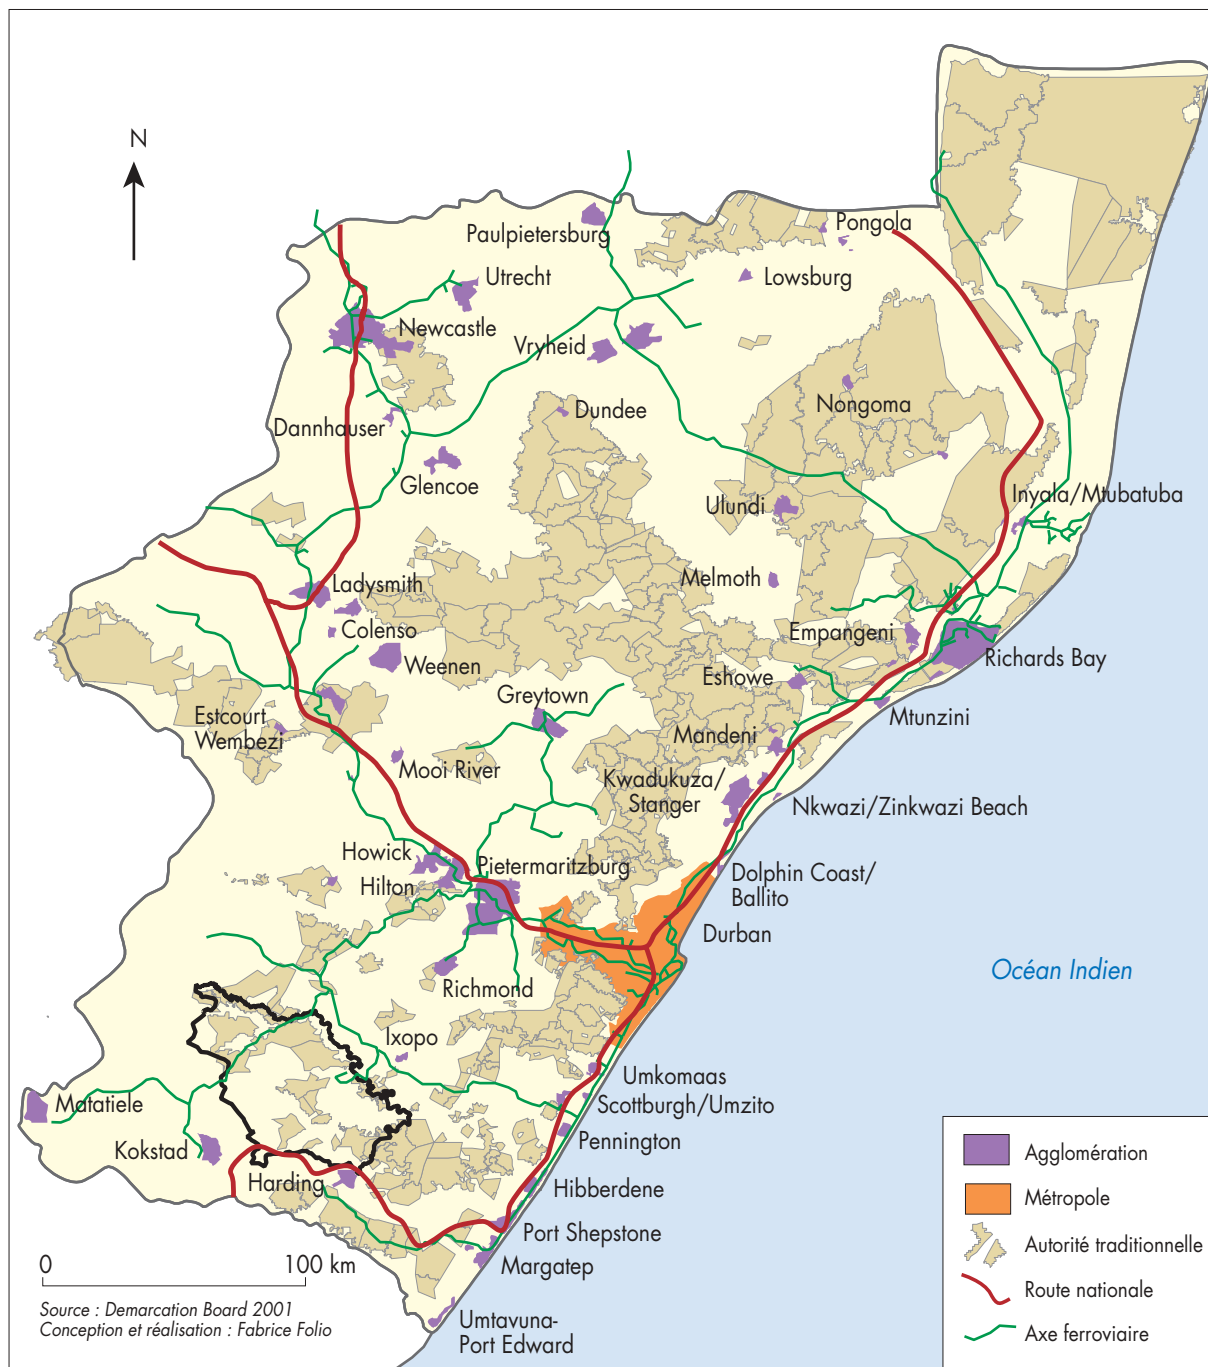 N
Paulpietersburg
Pongola
Utrecht
Lowsburg
Newcastle
Vryheid
Nongoma
Dundee
Dannhauser
Glencoe
Inyala/Mtubatuba
Ulundi
Ladysmith
Melmoth
Colenso
Empangeni
Weenen
Richards Bay
Eshowe
Greytown
Mtunzini
Estcourt
Wembezi
Mandeni
Mooi River
Kwadukuza/
Stanger
Nkwazi/Zinkwazi Beach
Howick
Pietermaritzburg
Hilton
Dolphin Coast/
Ballito
Durban
Océan Indien
Richmond
Ixopo
Umkomaas
Matatiele
Scottburgh/Umzito
Pennington
Kokstad
Harding
Hibberdene
Port Shepstone
Margatep
Umtavuna-
Port Edward
Agglomération
Métropole
Autorité traditionnelle
Route nationale
Axe ferroviaire
0 100 km
Source : Demarcation Board 2001
Conception et réalisation : Fabrice Folio